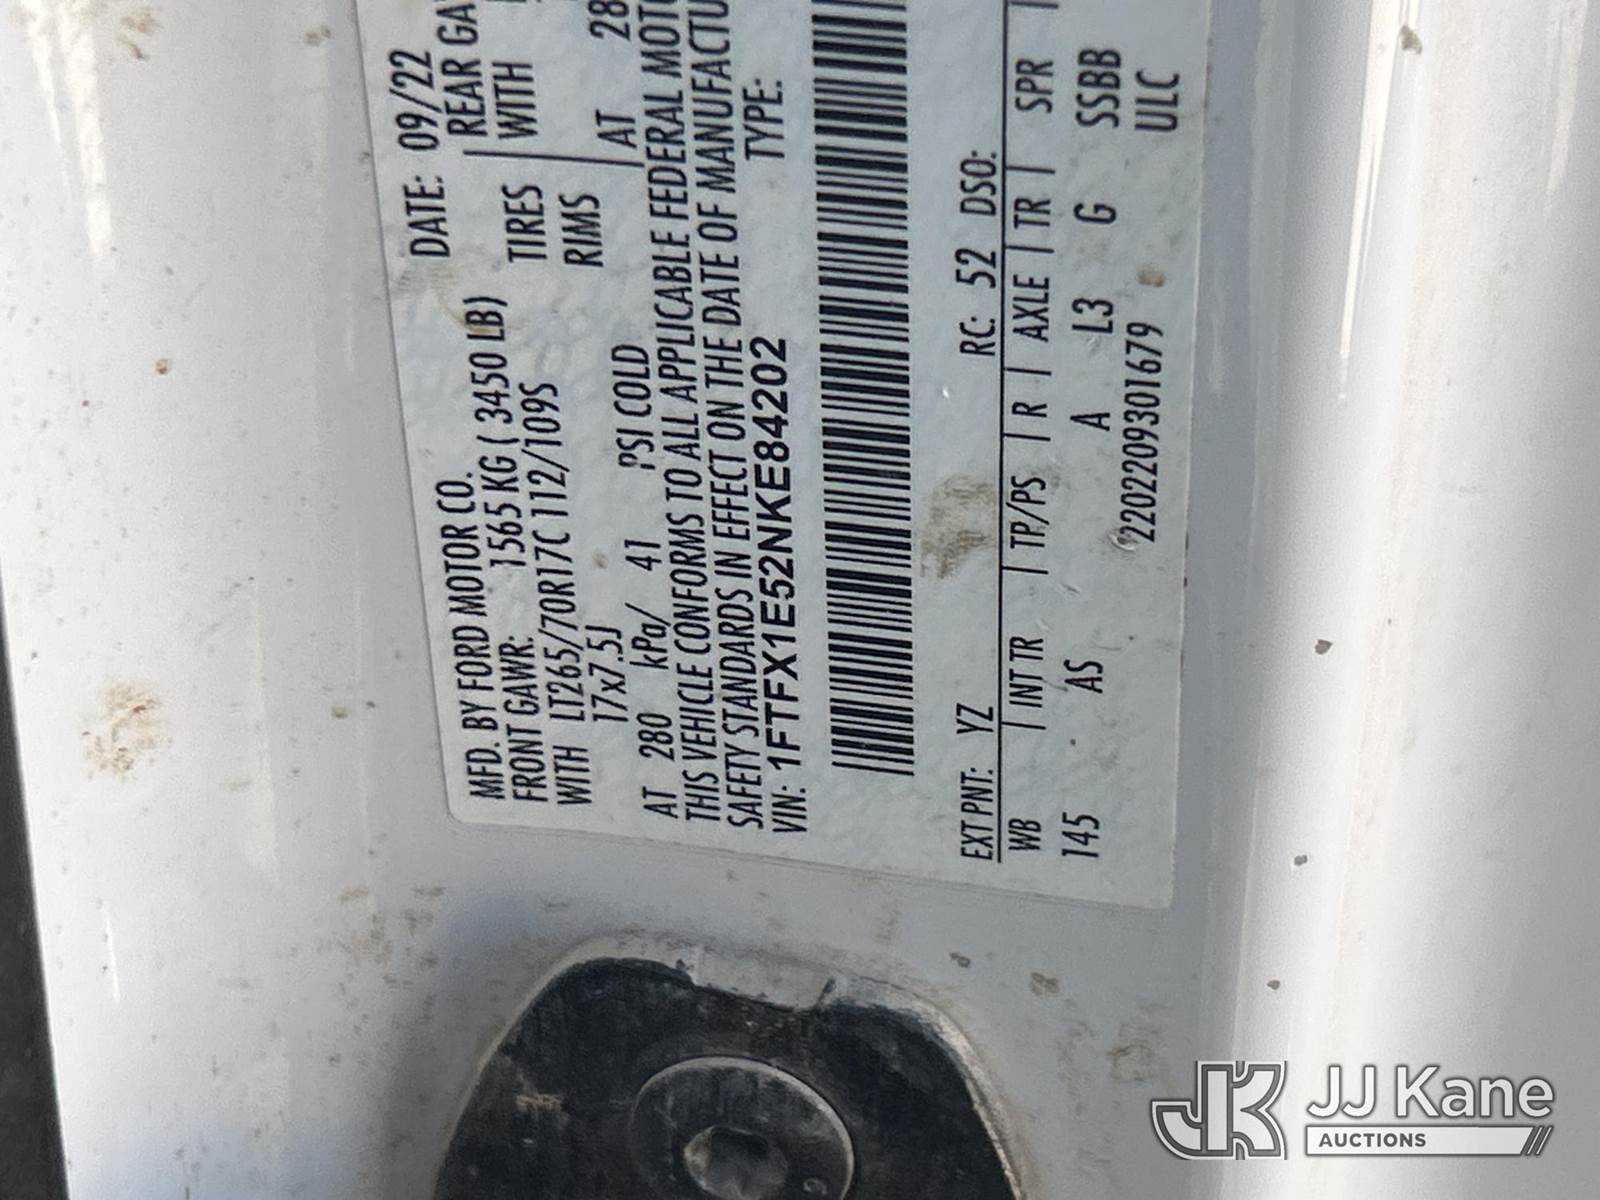 MFD. BY FORD MOTOR CO. DATE: 09/22
FRONT GAWR: 1565 KG ( 3450 LB) REAR
WITH LT265/70R17C 112/109S TIRES WITH
17x7.5J RIMS
AT 280 kPa/ 41 PSI COLD AT
THIS VEHICLE CONFORMS TO ALL APPLICABLE FEDERAL
SAFETY STANDARDS IN EFFECT ON THE DATE OF
VIN: 1FTFX1E52NKE84202 TYPE:
EXT PNT: YZ RC: 52 DSO:
WB | INT TR | TP/PS | R | AXLE | TR | SPR |
145 AS A L3 G SSBB
2202209301679 ULC
JK JJ Kane
AUCTIONS